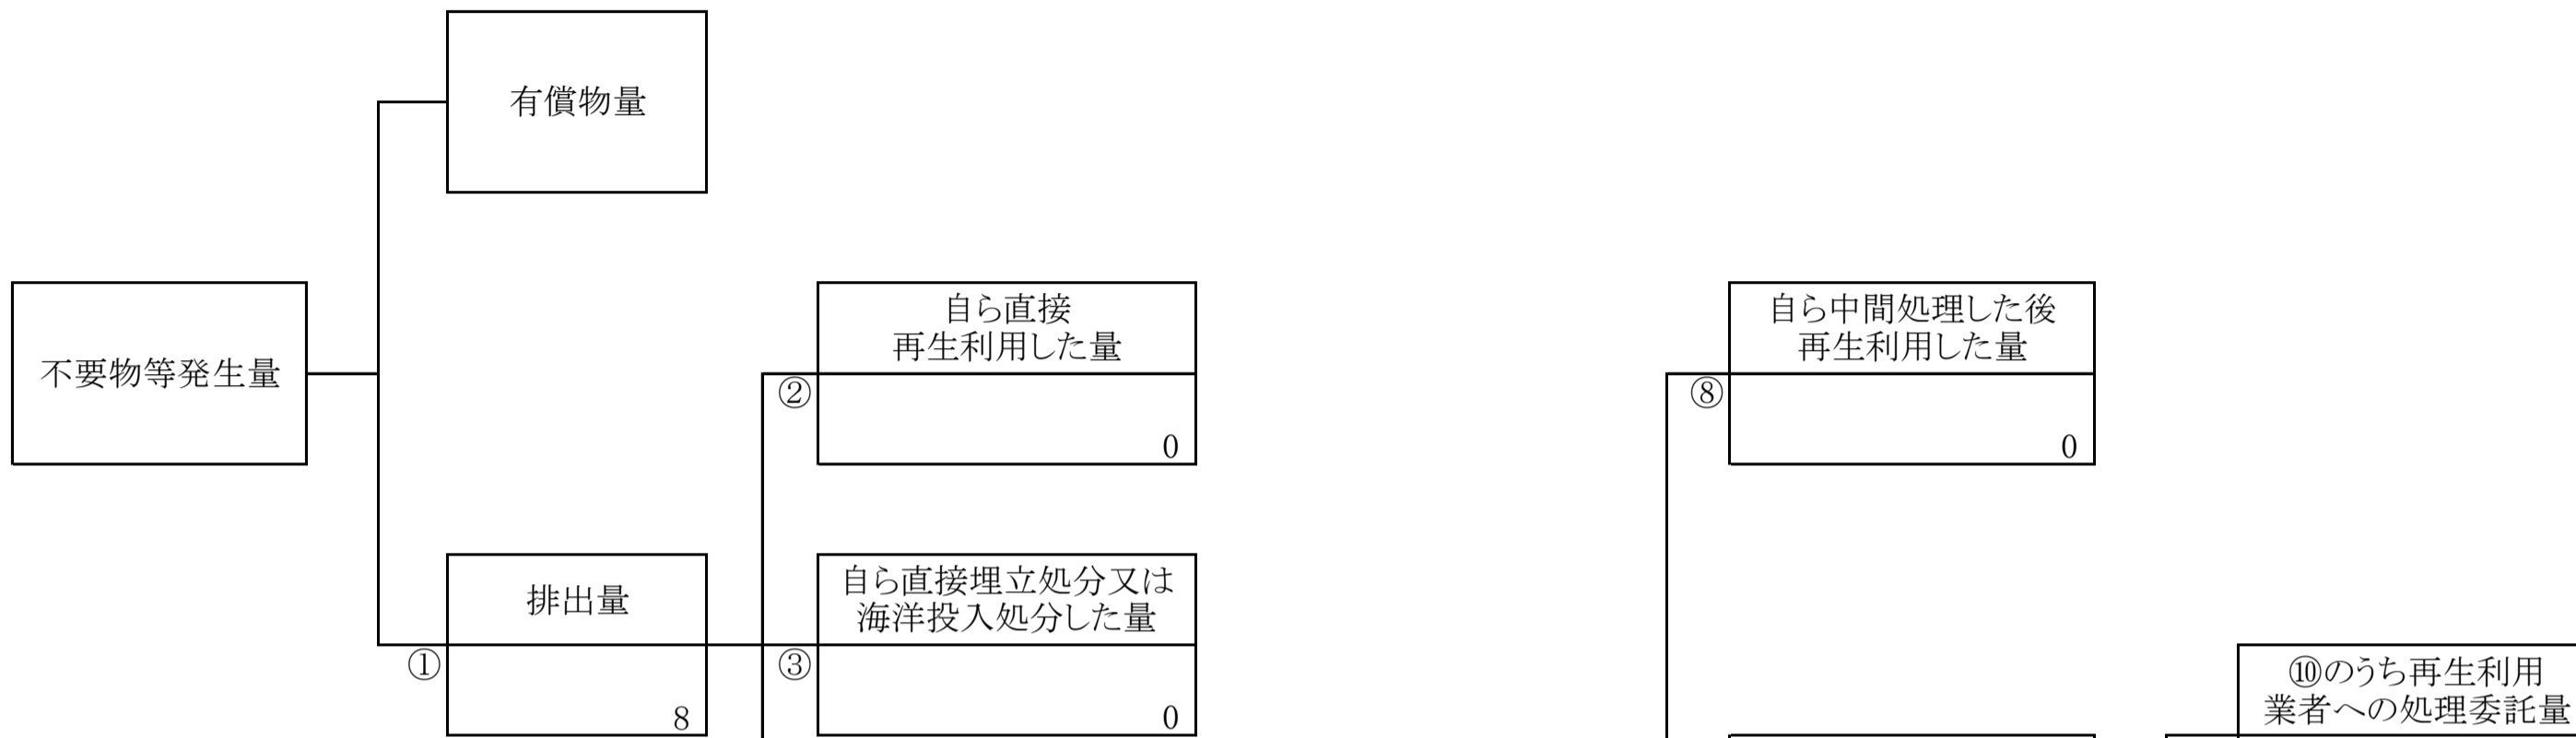 有償物量
不要物等発生量
自ら直接
再生利用した量
②
0
自ら中間処理した後
再生利用した量
⑧
0
排出量
①
8
自ら直接埋立処分又は
海洋投入処分した量
③
0
⑩のうち再生利用
業者への処理委託量